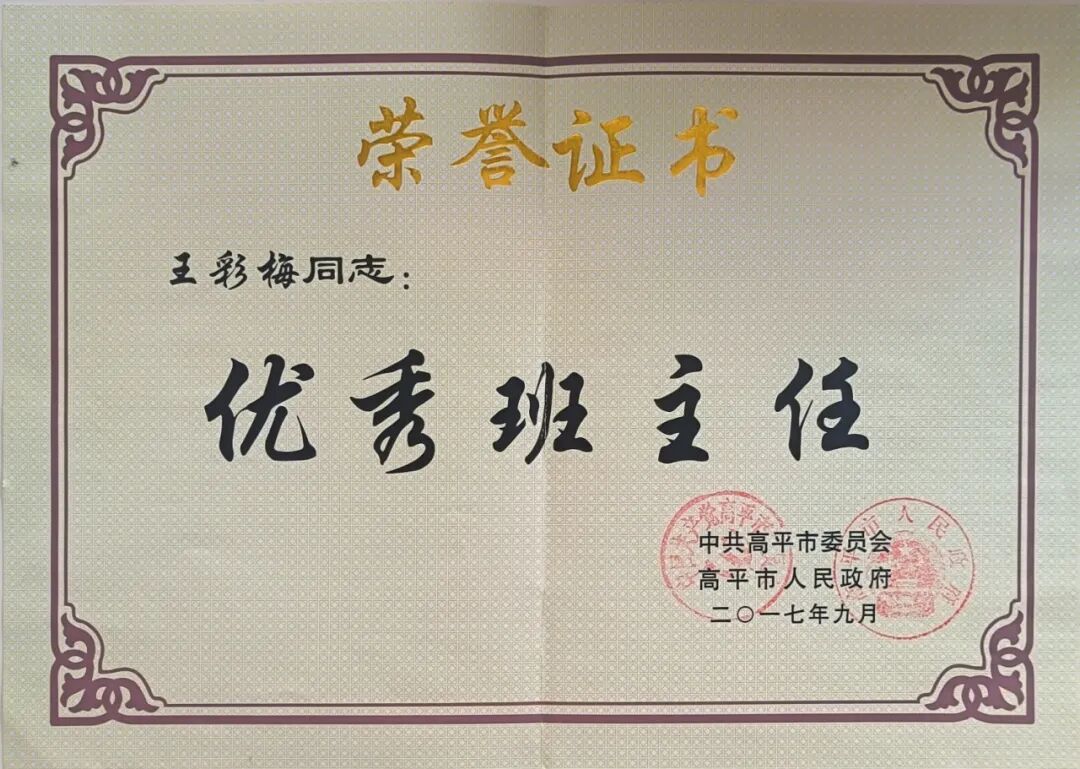 荣誉证书
王彩梅同志：
优秀班主任
中共高平市委员会
高平市人民政府
二〇一七年九月